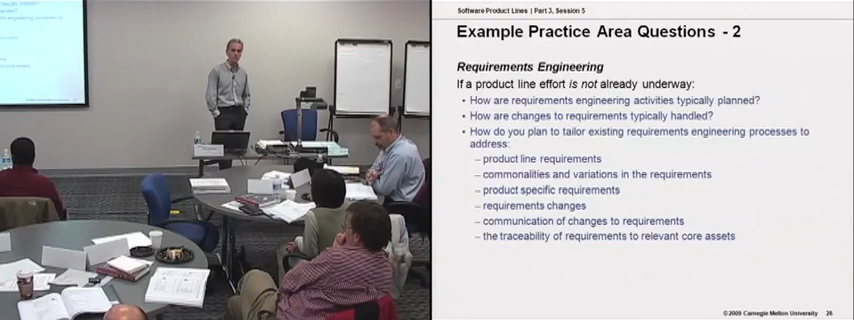 Software Product Lines | Part 3, Session 5
Example Practice Area Questions - 2
Requirements Engineering
If a product line effort is not already underway:
• How are requirements engineering activities typically planned?
• How are changes to requirements typically handled?
• How do you plan to tailor existing requirements engineering processes to
address:
– product line requirements
– commonalities and variations in the requirements
– product specific requirements
– requirements changes
– communication of changes to requirements
– the traceability of requirements to relevant core assets
© 2009 Carnegie Mellon University